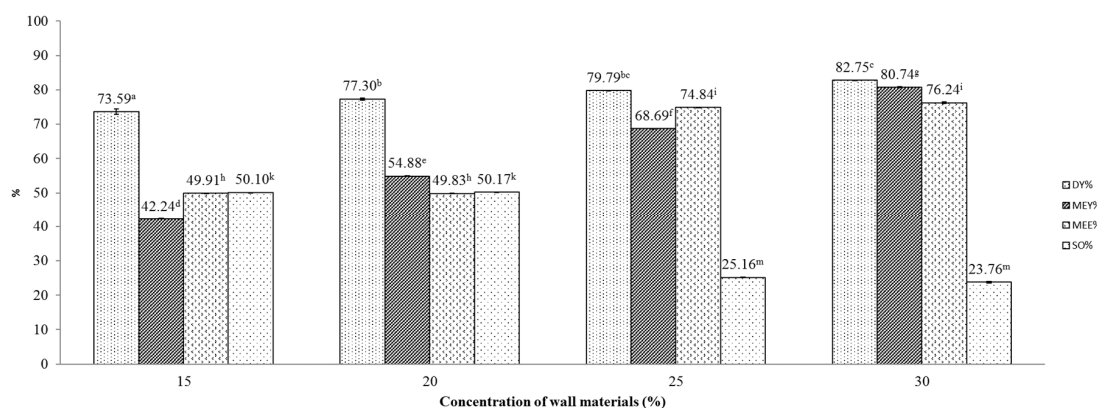 100
90
80
70
60
50
40
30
20
10
0
%
73.59ᵃ
42.24ᵈ
49.91ʰ
50.10ᵏ
77.30ᵇ
54.88ᵉ
49.83ʰ
50.17ᵏ
79.79ᵇᶜ
68.69ᶠ
74.84ⁱ
25.16ᵐ
82.75ᶜ
80.74ᵍ
76.24ⁱ
23.76ᵐ
15 20 25 30
Concentration of wall materials (%)
DY%
MEY%
MEE%
SO%